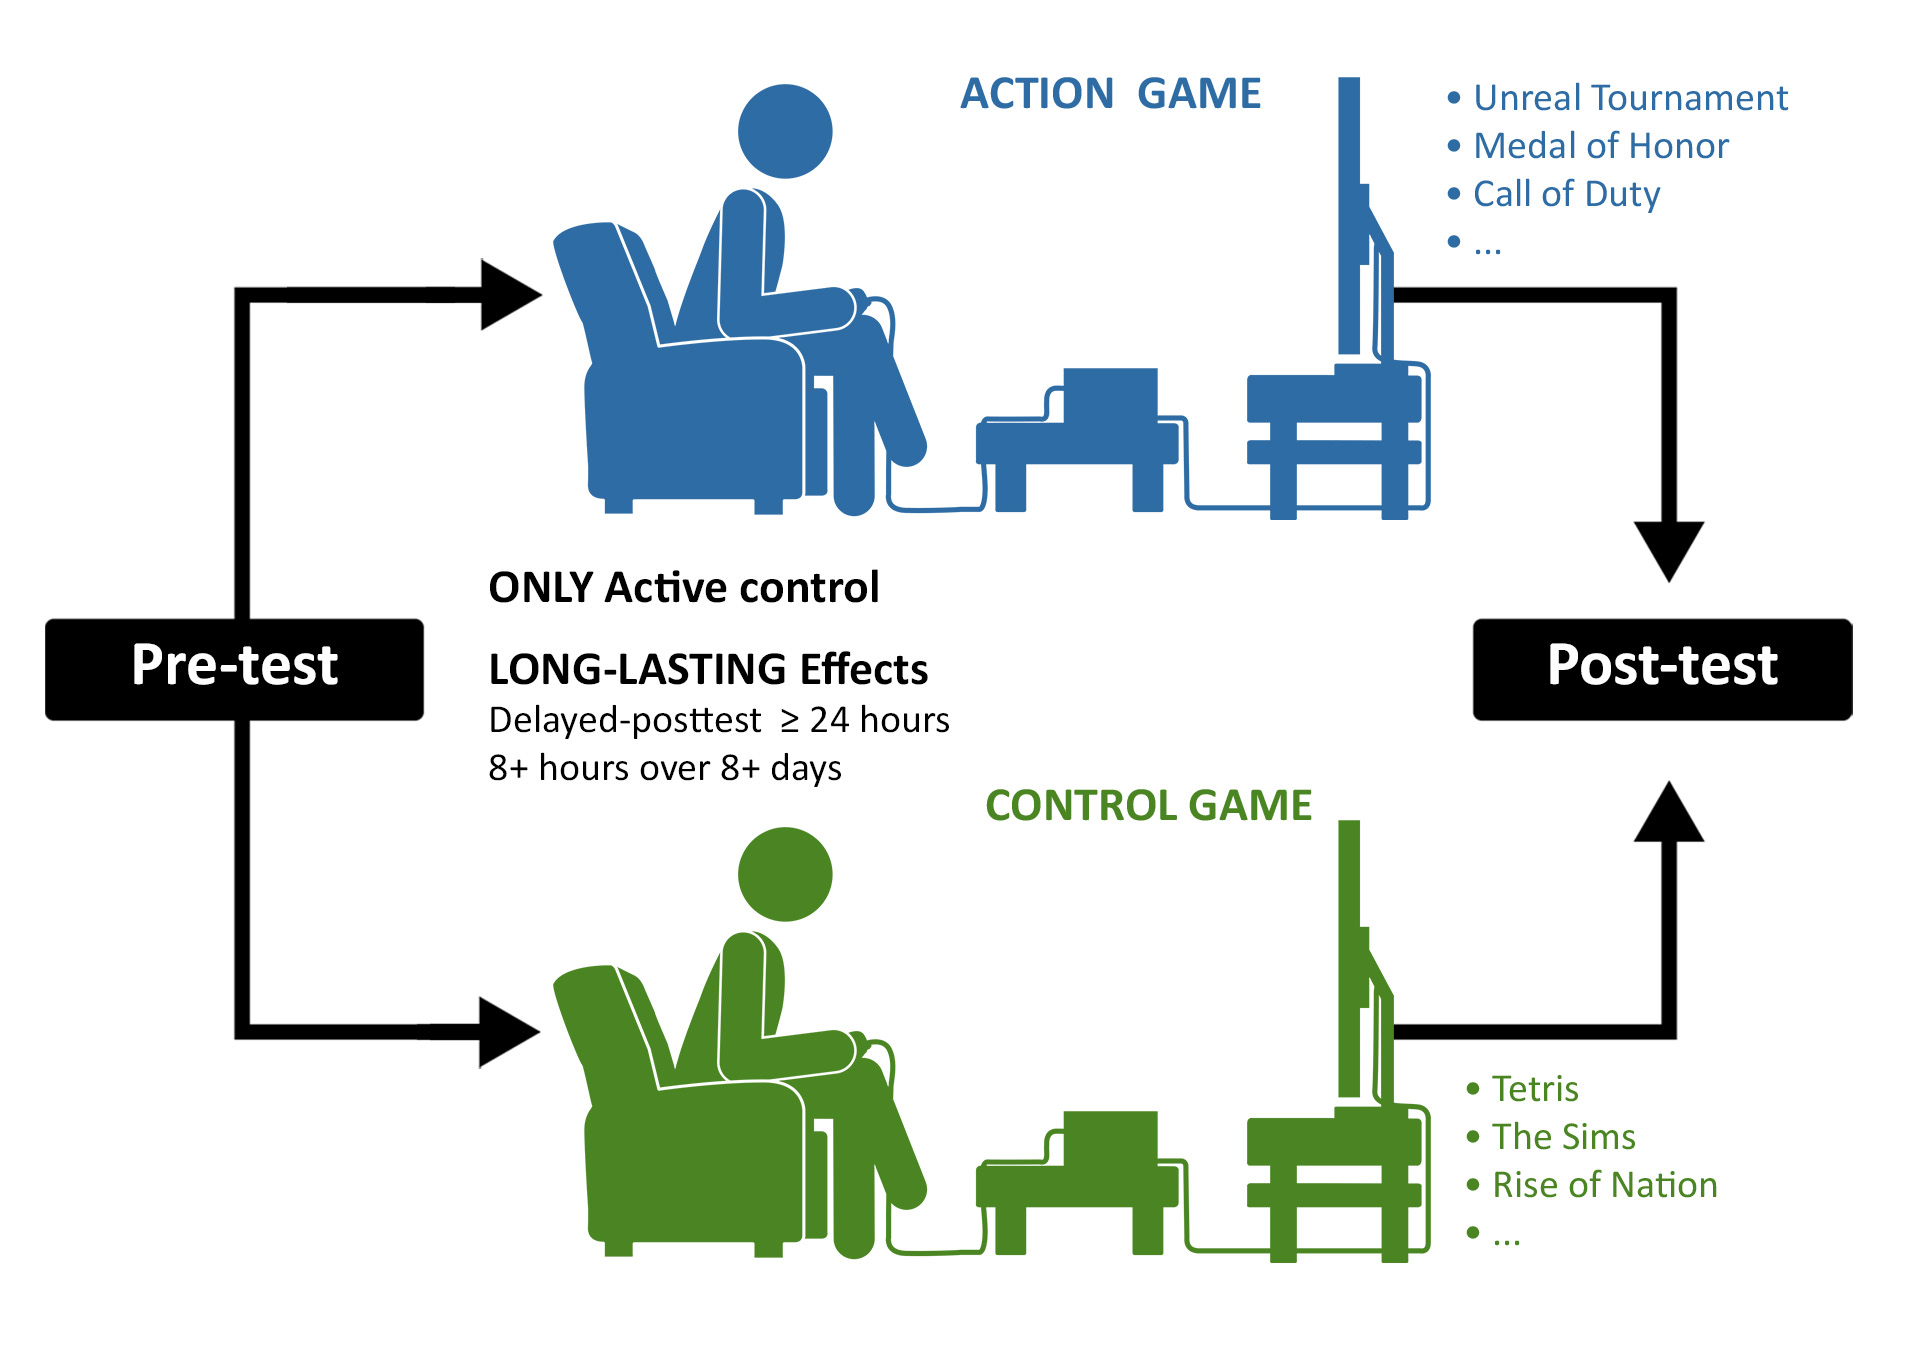 ACTION GAME
• Unreal Tournament
• Medal of Honor
• Call of Duty
• ...
ONLY Active control
Pre-test
LONG-LASTING Effects
Delayed-posttest ≥ 24 hours
8+ hours over 8+ days
Post-test
CONTROL GAME
• Tetris
• The Sims
• Rise of Nation
• ...